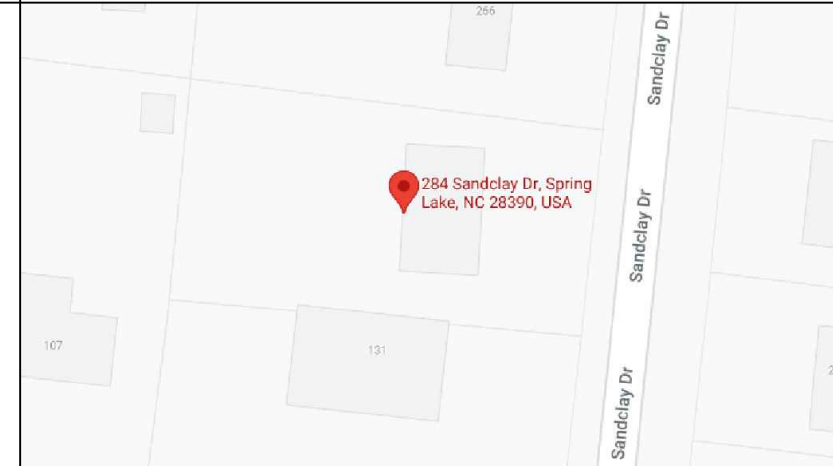 266
Sandclay Dr
284 Sandclay Dr, Spring
Lake, NC 28390, USA
Sandclay Dr
107
131
Sandclay Dr